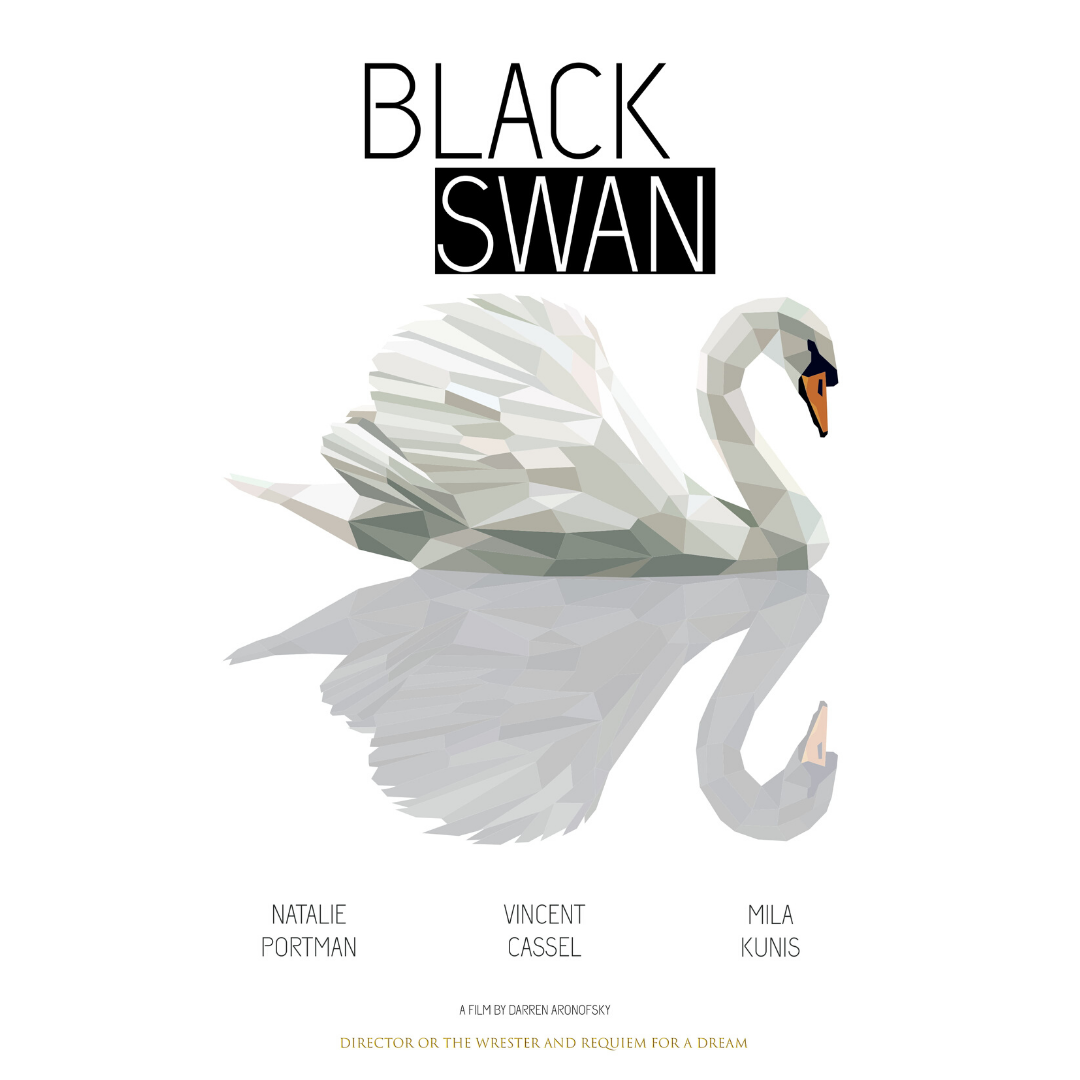 BLACK
SWAN
NATALIE PORTMAN
VINCENT CASSEL
MILA KUNIS
A FILM BY DARREN ARONOFSKY
DIRECTOR OR THE WRESTER AND REQUIEM FOR A DREAM